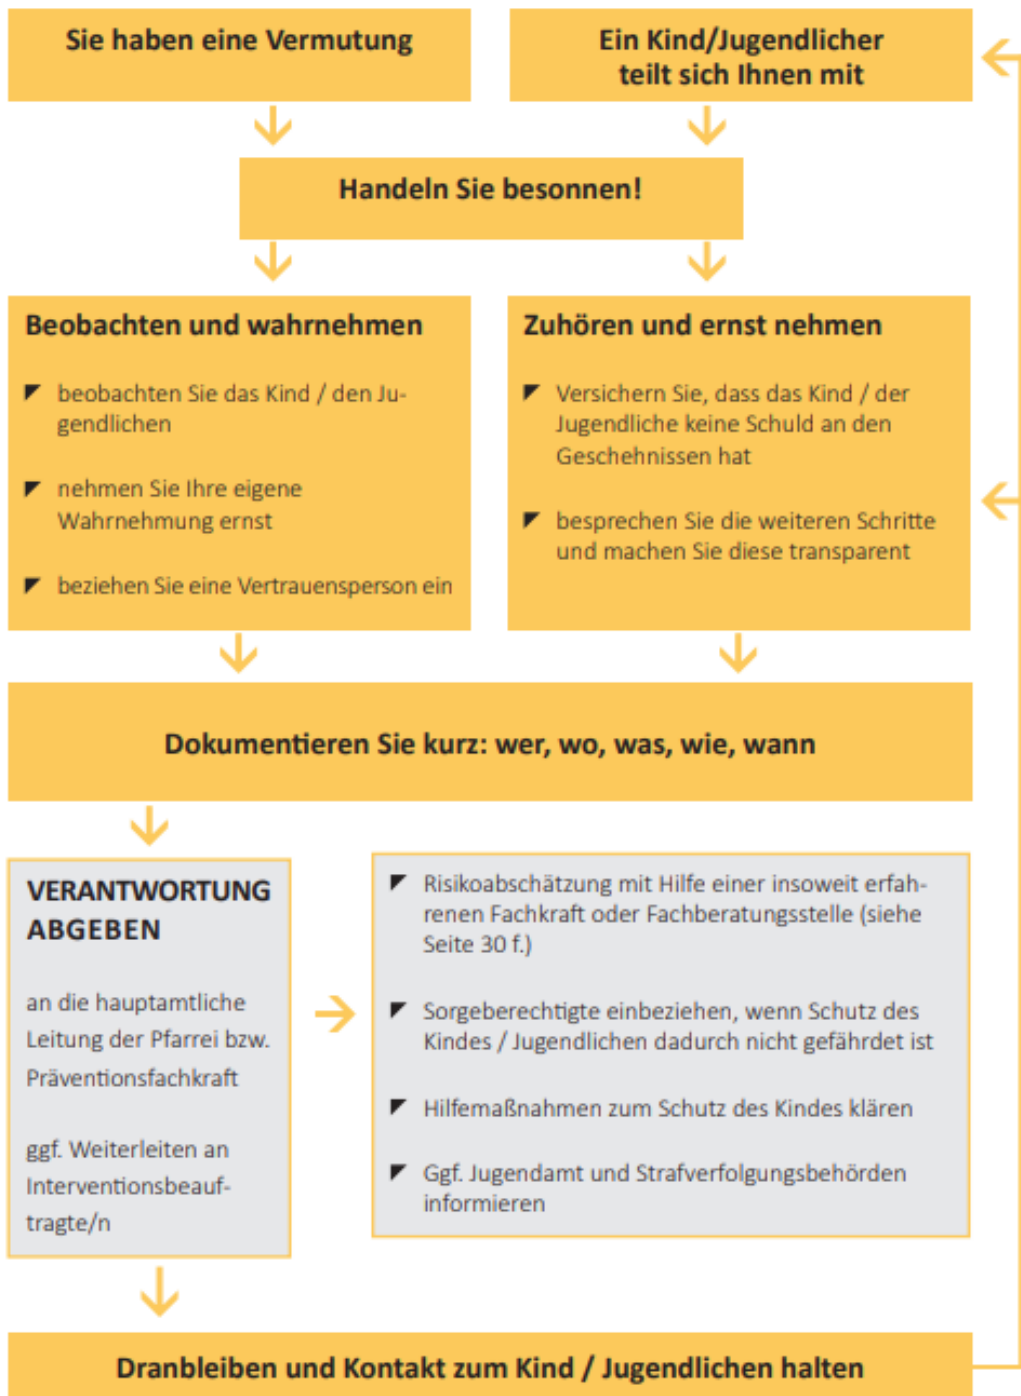 Sie haben eine Vermutung
Ein Kind/Jugendlicher
teilt sich Ihnen mit
Handeln Sie besonnen!
Beobachten und wahrnehmen
◤ beobachten Sie das Kind / den Ju-
gendlichen
◤ nehmen Sie Ihre eigene
Wahrnehmung ernst
◤ beziehen Sie eine Vertrauensperson ein
Zuhören und ernst nehmen
◤ Versichern Sie, dass das Kind / der
Jugendliche keine Schuld an den
Geschehnissen hat
◤ besprechen Sie die weiteren Schritte
und machen Sie diese transparent
Dokumentieren Sie kurz: wer, wo, was, wie, wann
VERANTWORTUNG
ABGEBEN
an die hauptamtliche
Leitung der Pfarrei bzw.
Präventionsfachkraft
ggf. Weiterleiten an
Interventionsbeauf-
tragte/n
◤ Risikoabschätzung mit Hilfe einer insoweit erfah-
renen Fachkraft oder Fachberatungsstelle (siehe
Seite 30 f.)
◤ Sorgeberechtigte einbeziehen, wenn Schutz des
Kindes / Jugendlichen dadurch nicht gefährdet ist
◤ Hilfemaßnahmen zum Schutz des Kindes klären
◤ Ggf. Jugendamt und Strafverfolgungsbehörden
informieren
Dranbleiben und Kontakt zum Kind / Jugendlichen halten